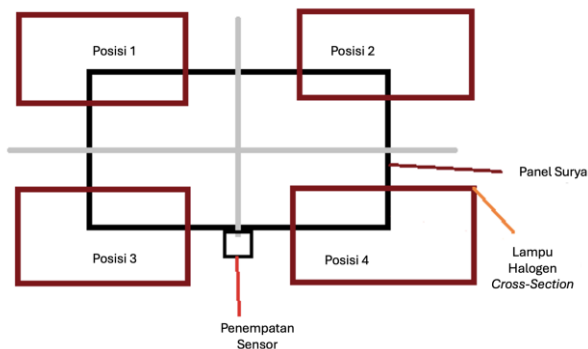 Posisi 1
Posisi 2
Panel Surya
Posisi 3
Posisi 4
Lampu
Halogen
Cross-Section
Penempatan
Sensor